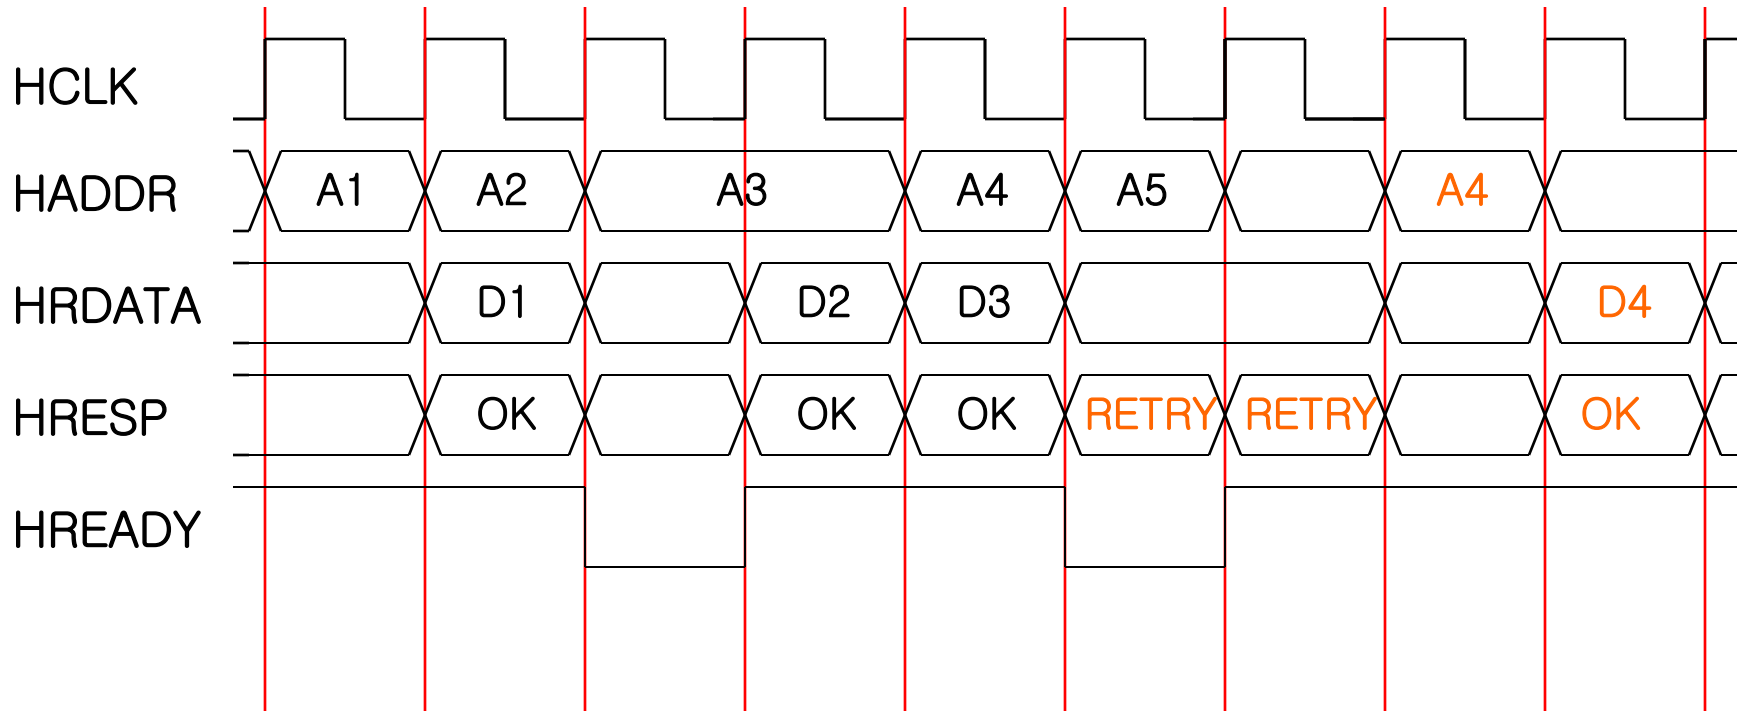 HCLK
HADDR A1 A2 A3 A4 A5 A4
HRDATA D1 D2 D3 D4
HRESP OK OK OK RETRY RETRY OK
HREADY